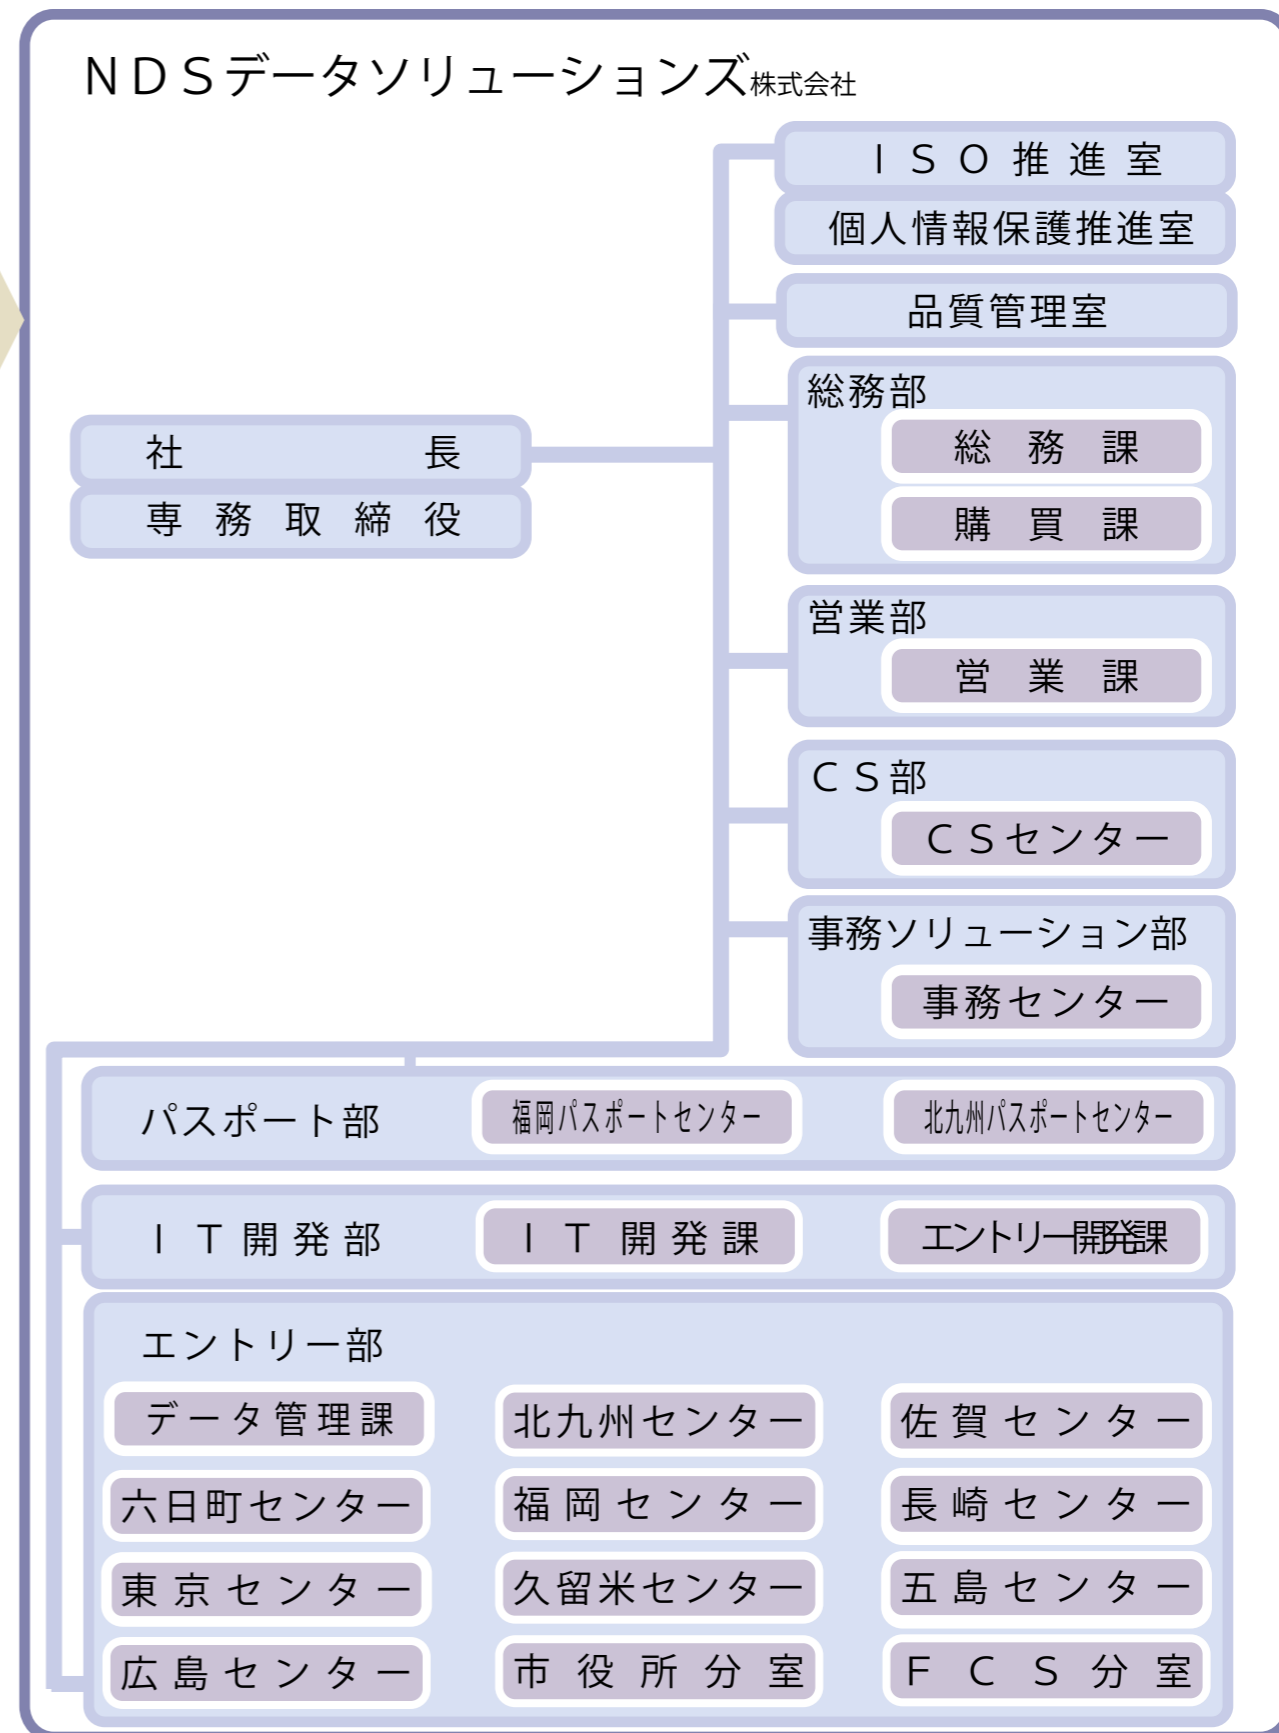 ＮＤＳデータソリューションズ株式会社
ＩＳＯ推進室
個人情報保護推進室
品質管理室
総務部
総務課
購買課
社長
専務取締役
営業部
営業課
ＣＳ部
ＣＳセンター
事務ソリューション部
事務センター
パスポート部 福岡パスポートセンター 北九州パスポートセンター
ＩＴ開発部 ＩＴ開発課 エントリー開発課
エントリー部
データ管理課 北九州センター 佐賀センター
六日町センター 福岡センター 長崎センター
東京センター 久留米センター 五島センター
広島センター 市役所分室 ＦＣＳ分室